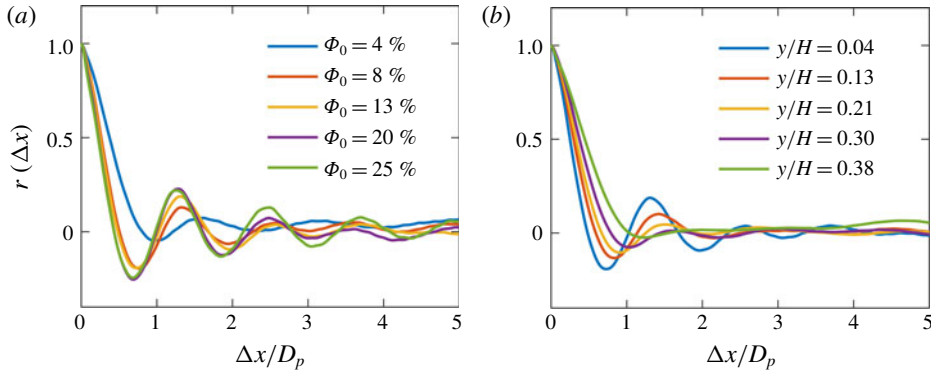 (a)
1.0
0.5
0
r (Δx)
Φ₀ = 4 %
Φ₀ = 8 %
Φ₀ = 13 %
Φ₀ = 20 %
Φ₀ = 25 %
0 1 2 3 4 5
Δx/Dₚ
(b)
1.0
0.5
0
y/H = 0.04
y/H = 0.13
y/H = 0.21
y/H = 0.30
y/H = 0.38
0 1 2 3 4 5
Δx/Dₚ